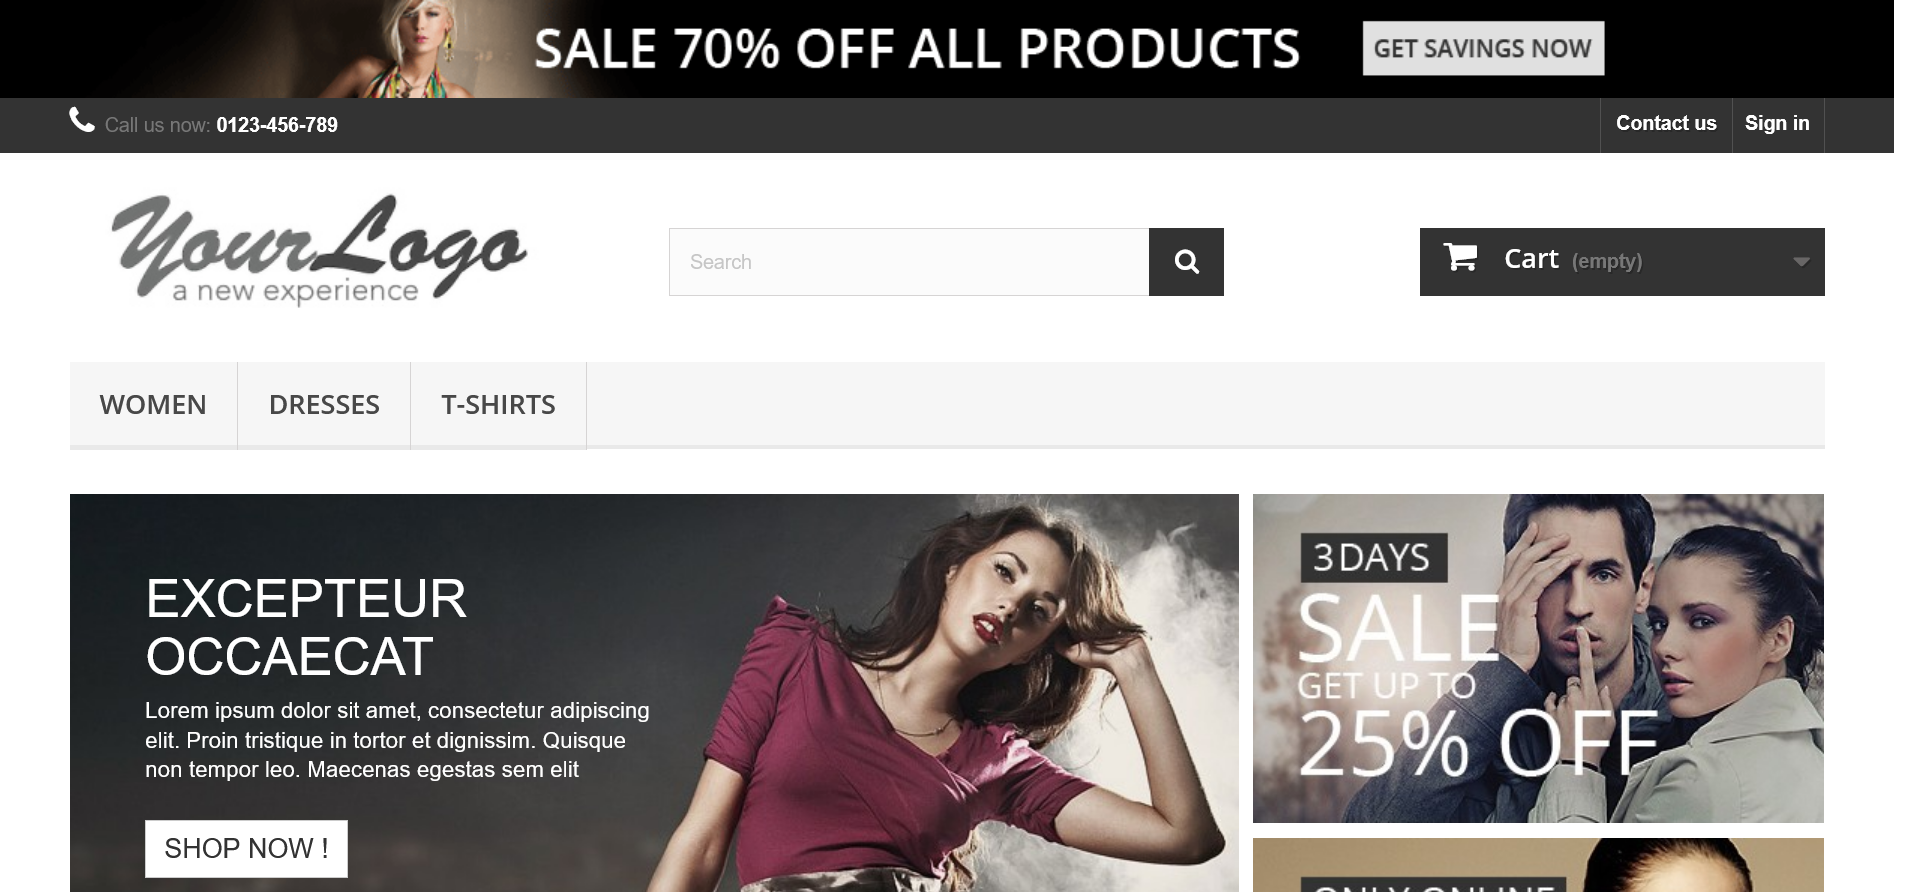 SALE 70% OFF ALL PRODUCTS
GET SAVINGS NOW
Call us now: 0123-456-789
Contact us
Sign in
YourLogo
a new experience
Search
Cart (empty)
WOMEN
DRESSES
T-SHIRTS
EXCEPTEUR
OCCAECAT
Lorem ipsum dolor sit amet, consectetur adipiscing
elit. Proin tristique in tortor et dignissim. Quisque
non tempor leo. Maecenas egestas sem elit
SHOP NOW !
3 DAYS
SALE
GET UP TO
25% OFF
ONLY ONLINE